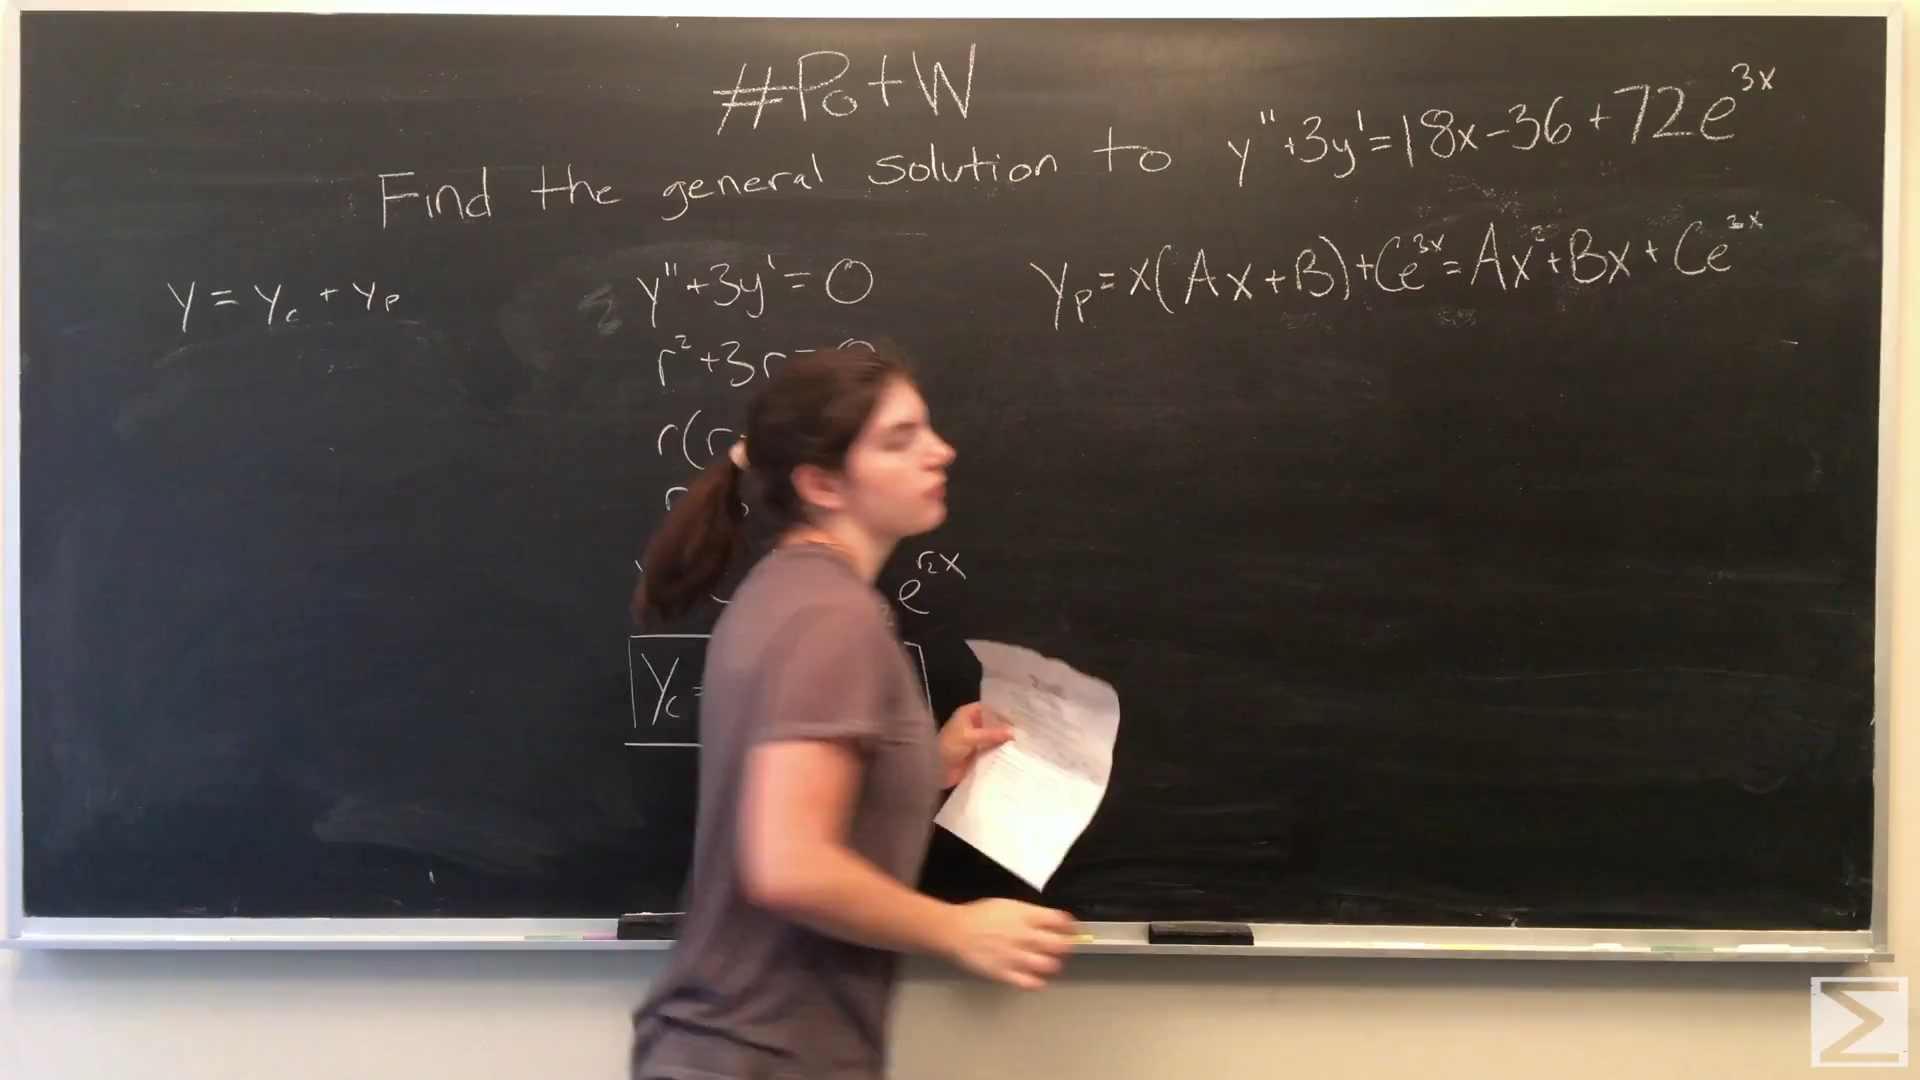 #PotW
Find the general solution to y''+3y'=18x-36+72e^3x
y = y_c + y_p
y''+3y'=0
r²+3r=0
r(r
r
e^r₂x
y_c =
y_p = x(Ax+B)+Ce^3x = Ax²+Bx+Ce^3x
Σ